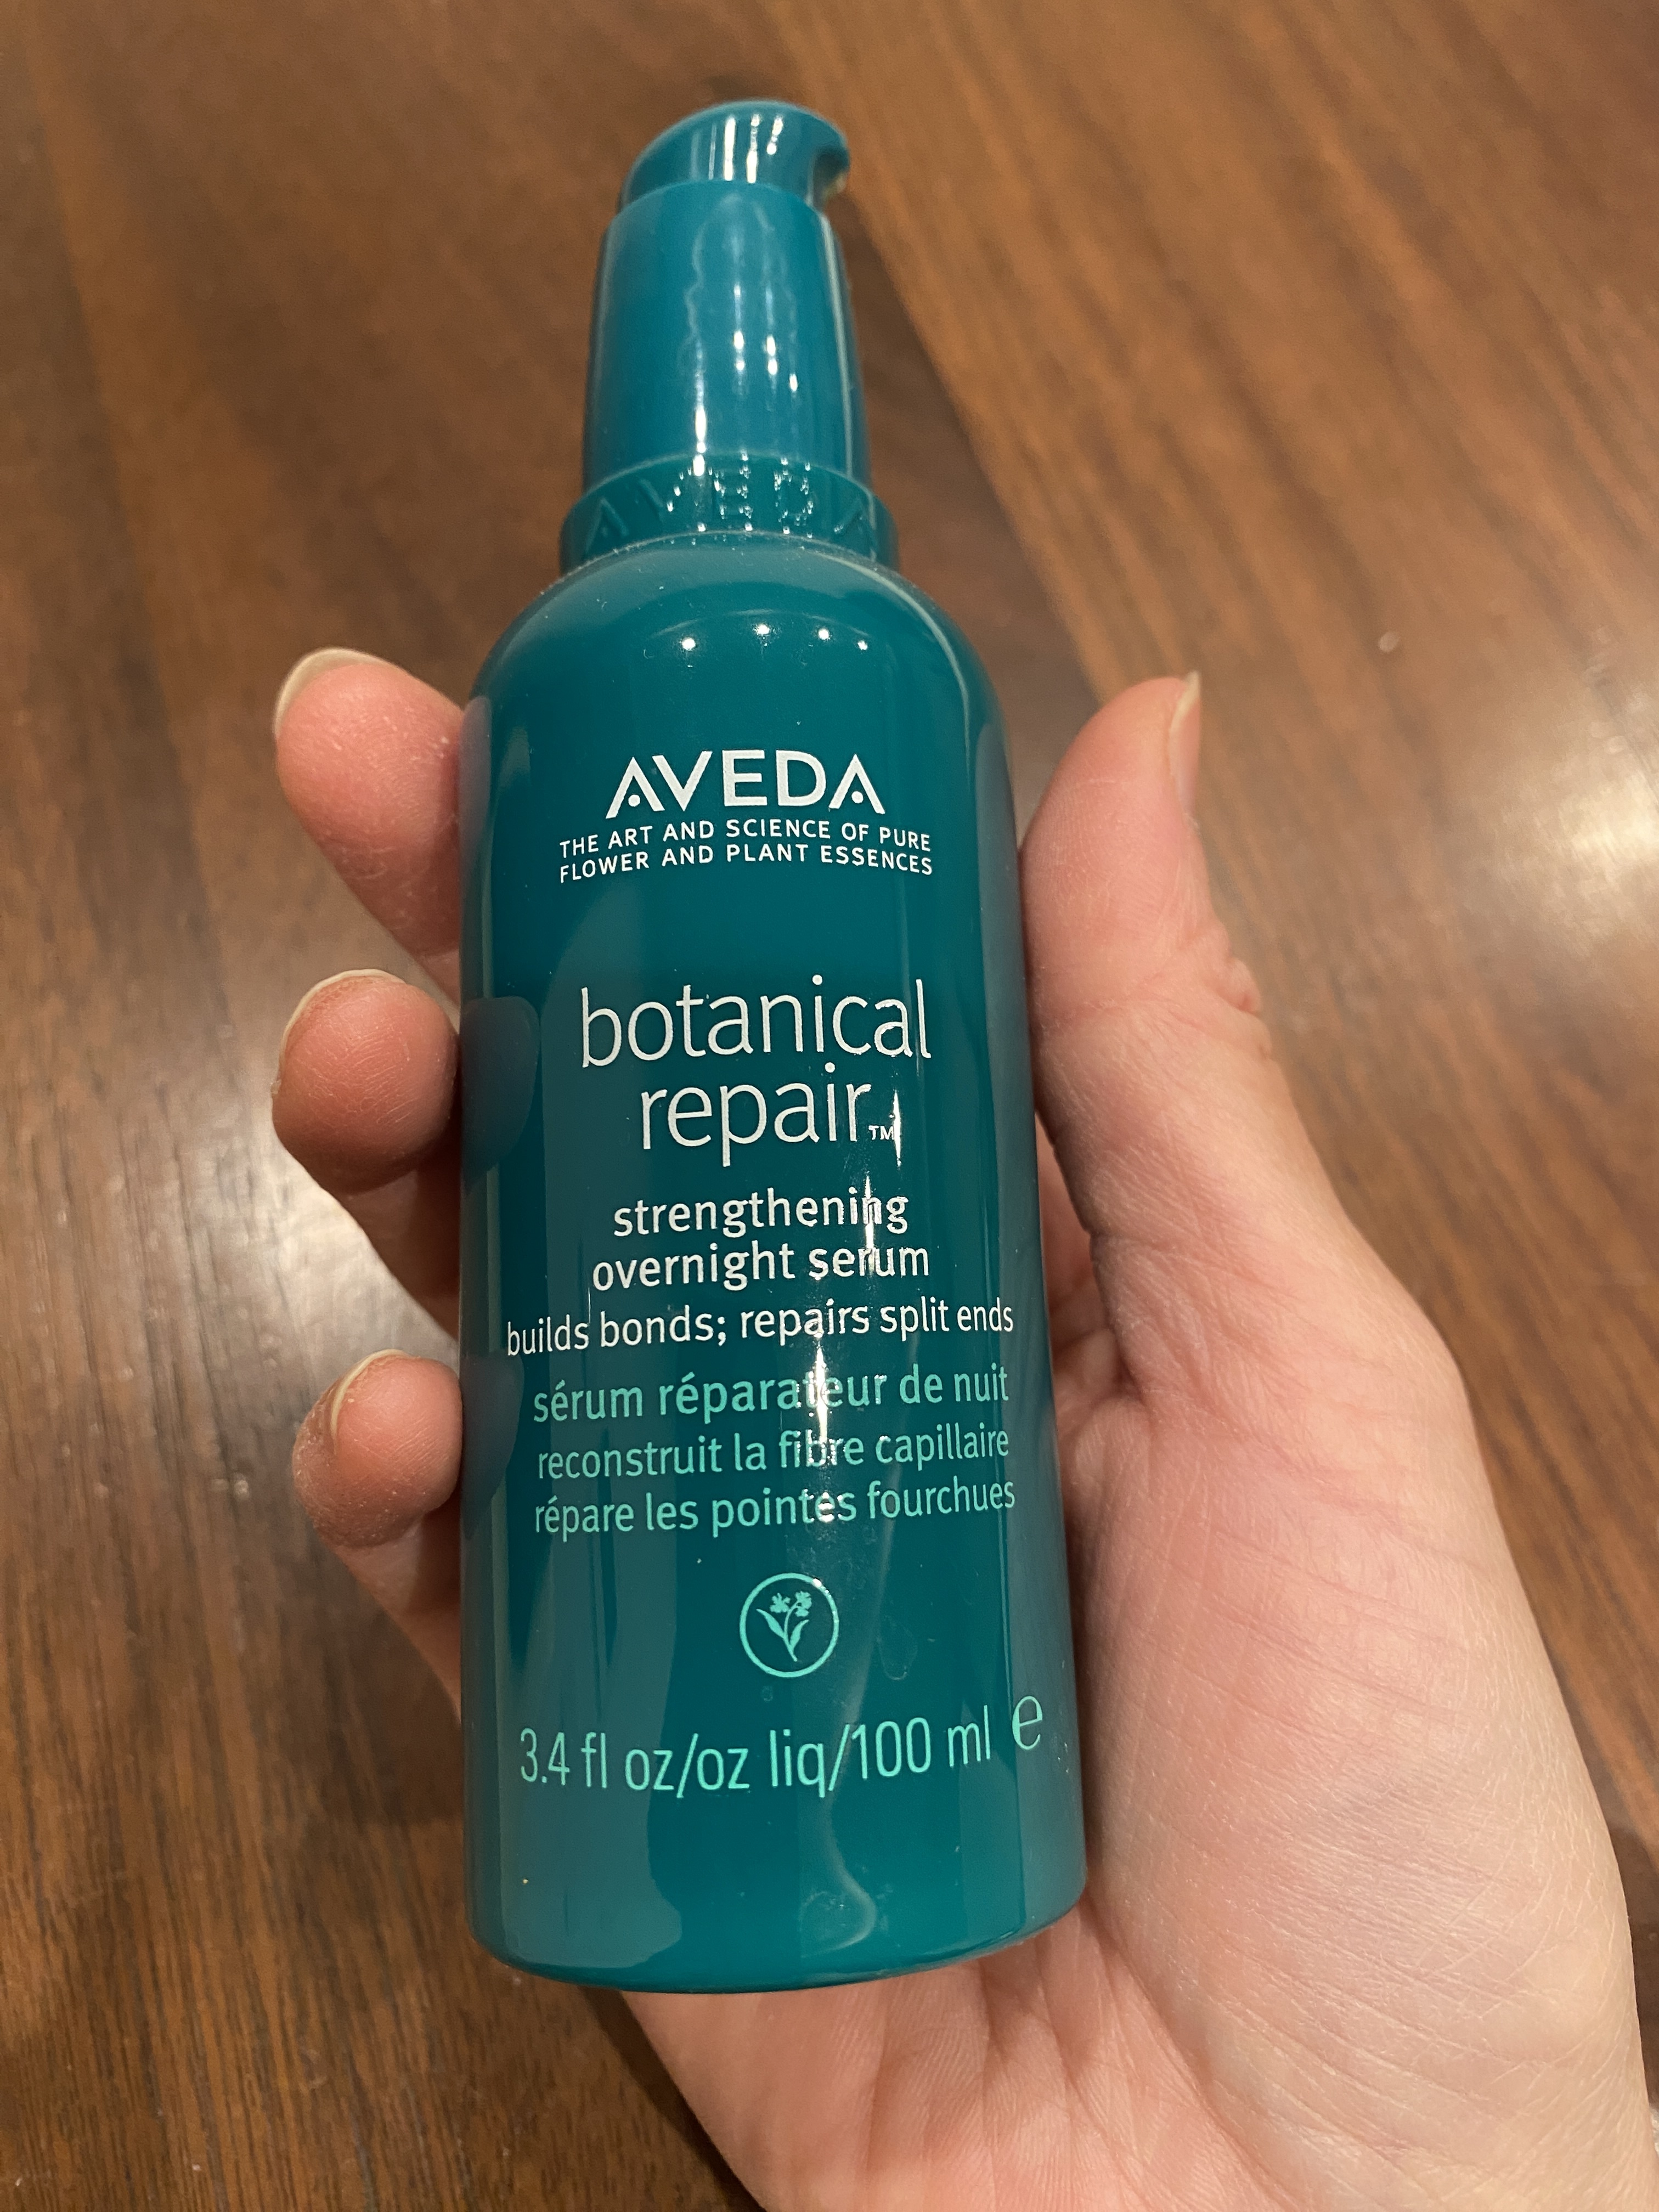 AVEDA
AVEDA
THE ART AND SCIENCE OF PURE
FLOWER AND PLANT ESSENCES
botanical
repair™
strengthening
overnight serum
builds bonds; repairs split ends
sérum réparateur de nuit
reconstruit la fibre capillaire
répare les pointes fourchues
3.4 fl oz/oz liq/100 ml ℮